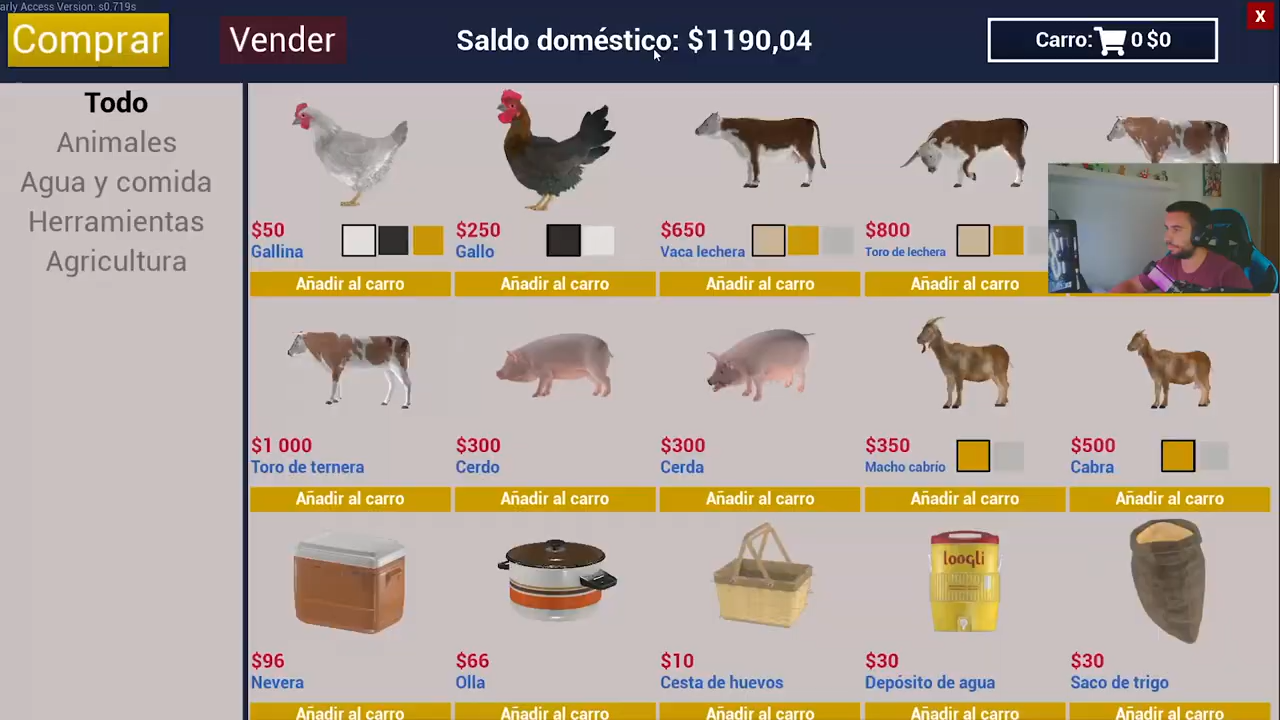 arly Access Version: s0.719s
Comprar
Vender
Saldo doméstico: $1190,04
Carro: 0 $0
X
Todo
Animales
Agua y comida
Herramientas
Agricultura
$50
Gallina
$250
Gallo
$650
Vaca lechera
$800
Toro de lechera
Añadir al carro
Añadir al carro
Añadir al carro
Añadir al carro
$1 000
Toro de ternera
$300
Cerdo
$300
Cerda
$350
Macho cabrío
$500
Cabra
Añadir al carro
Añadir al carro
Añadir al carro
Añadir al carro
Añadir al carro
loogli
$96
Nevera
$66
Olla
$10
Cesta de huevos
$30
Depósito de agua
$30
Saco de trigo
Añadir al carro
Añadir al carro
Añadir al carro
Añadir al carro
Añadir al carro